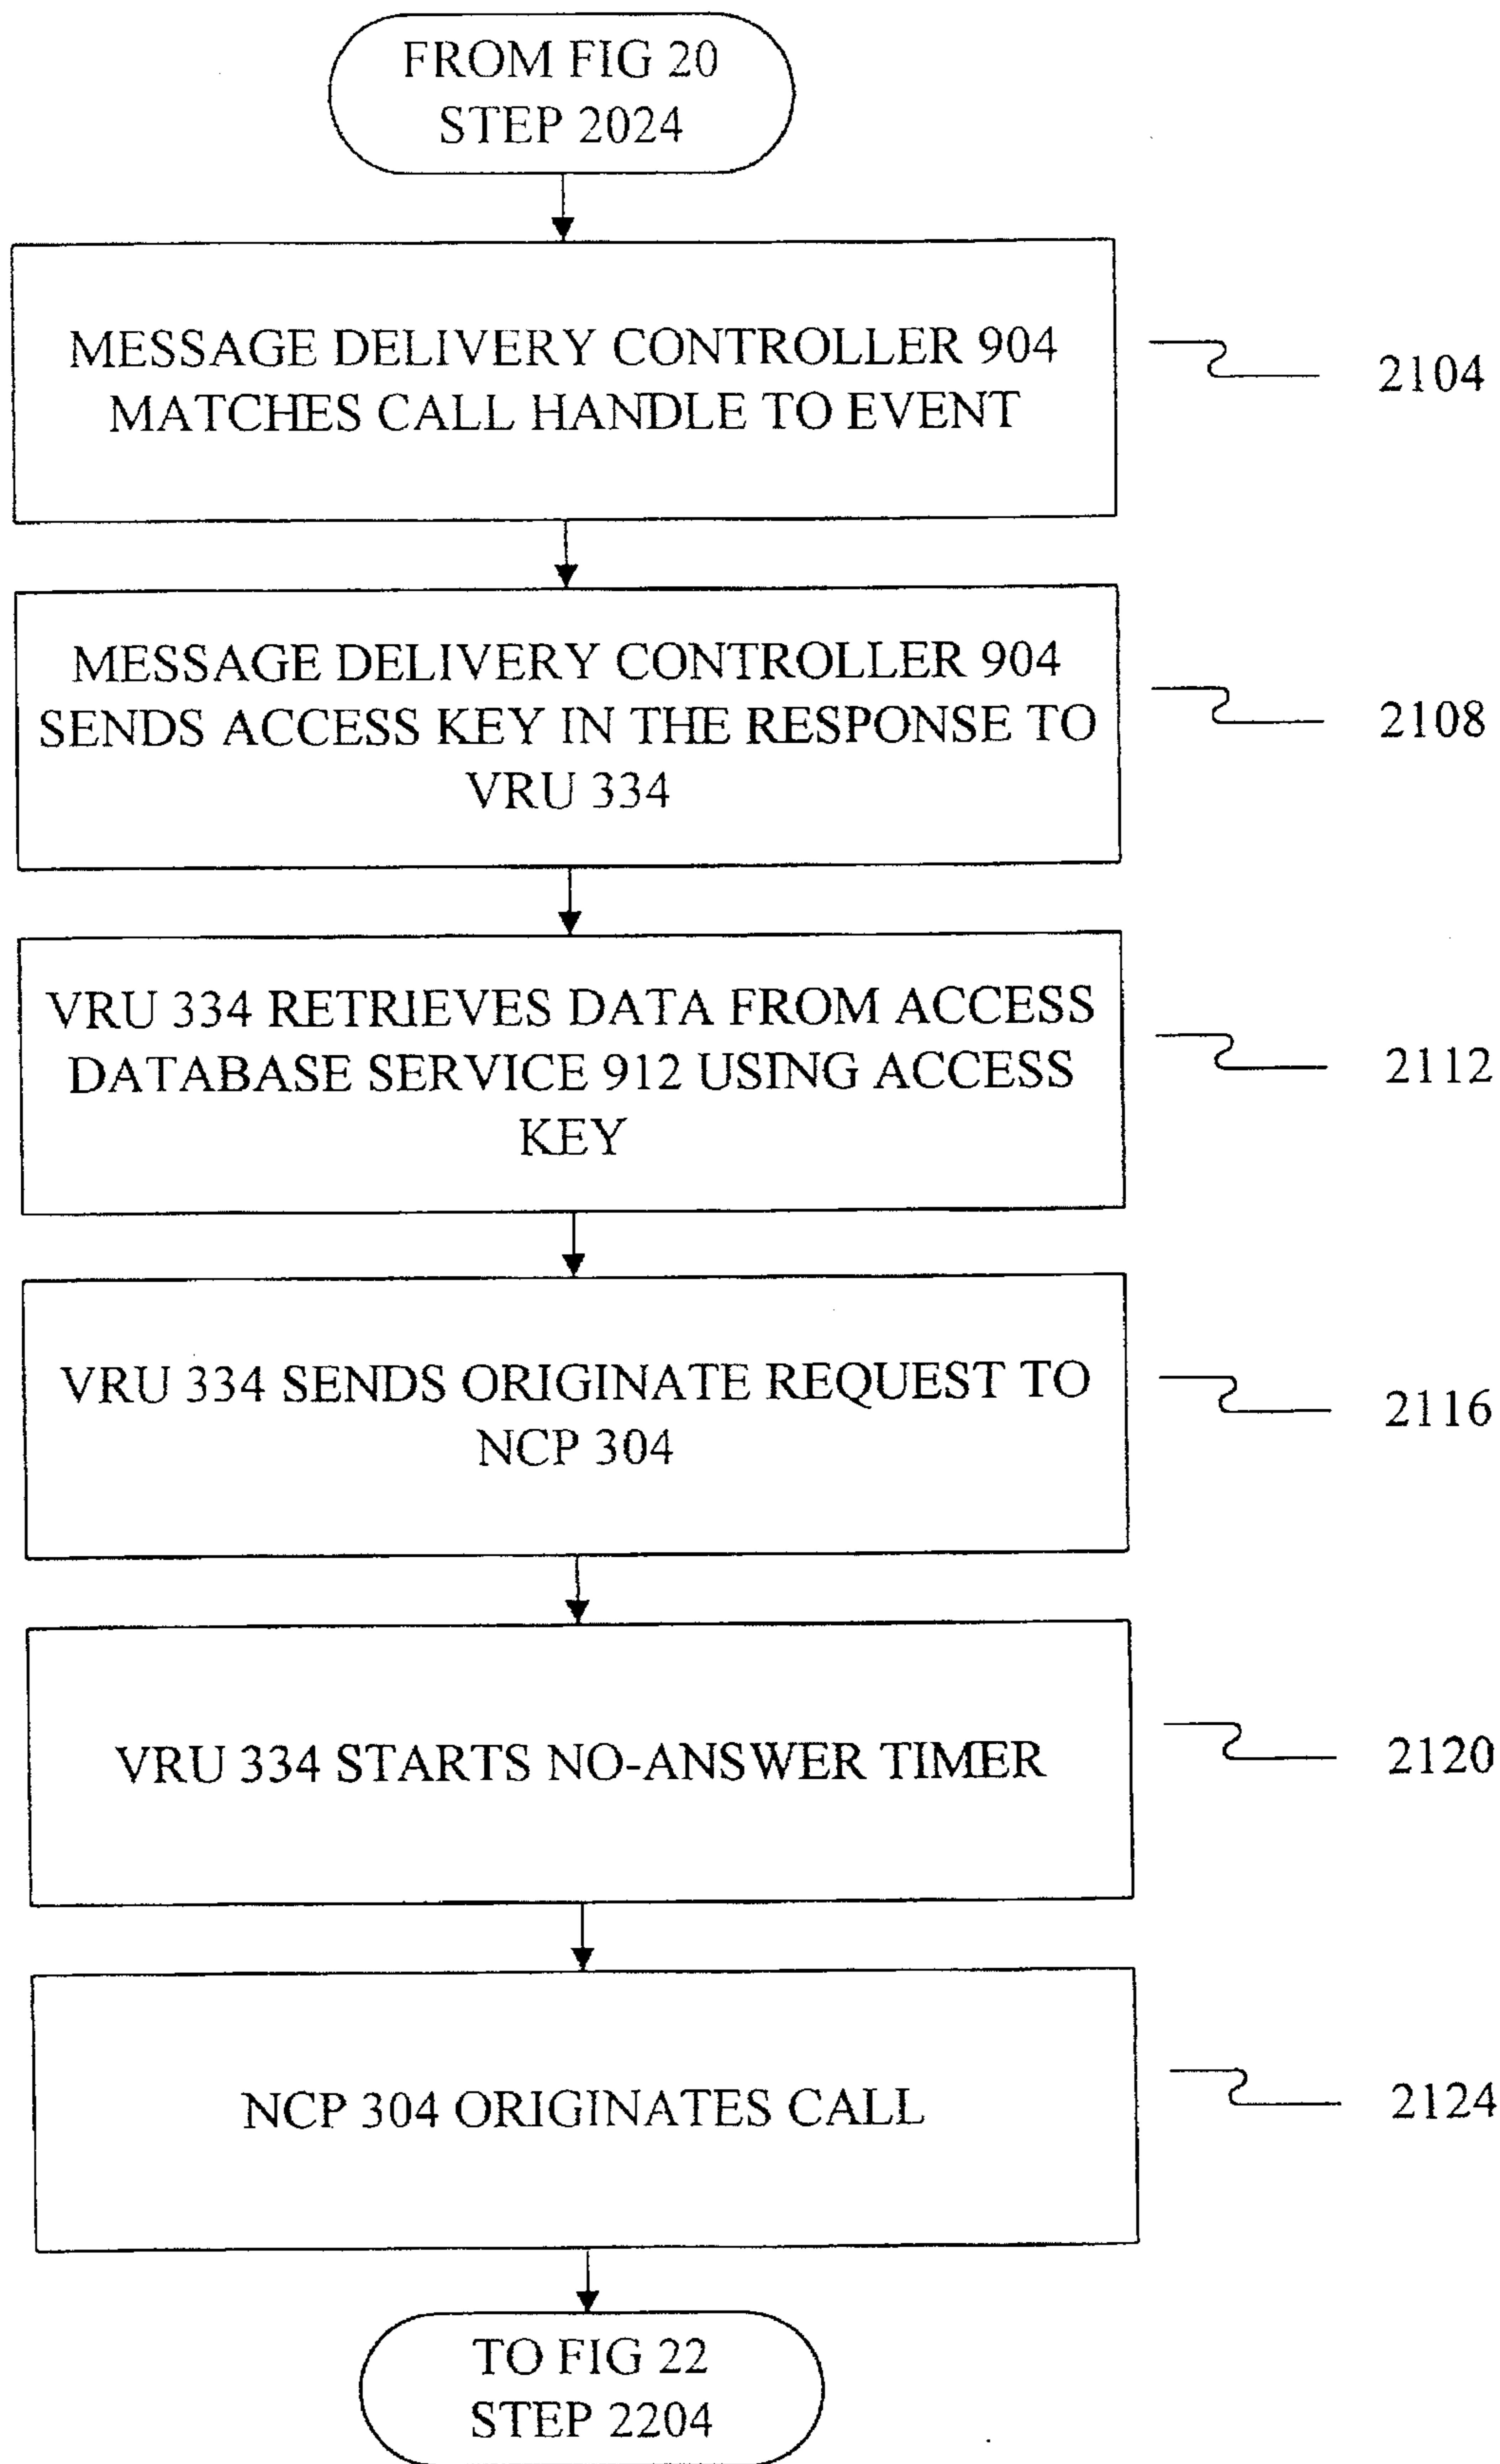 FROM FIG 20
STEP 2024
MESSAGE DELIVERY CONTROLLER 904
MATCHES CALL HANDLE TO EVENT
2104
MESSAGE DELIVERY CONTROLLER 904
SENDS ACCESS KEY IN THE RESPONSE TO
VRU 334
2108
VRU 334 RETRIEVES DATA FROM ACCESS
DATABASE SERVICE 912 USING ACCESS
KEY
2112
VRU 334 SENDS ORIGINATE REQUEST TO
NCP 304
2116
VRU 334 STARTS NO-ANSWER TIMER
2120
NCP 304 ORIGINATES CALL
2124
TO FIG 22
STEP 2204